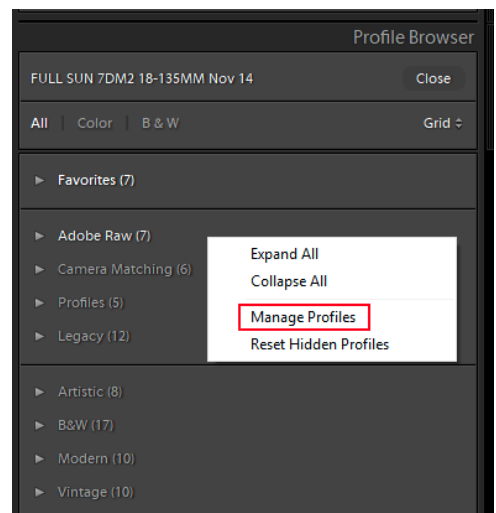 Profile Browser
FULL SUN 7DM2 18-135MM Nov 14 Close
All Color B & W Grid
Favorites (7)
Adobe Raw (7)
Camera Matching (6)
Profiles (5)
Legacy (12)
Expand All
Collapse All
Manage Profiles
Reset Hidden Profiles
Artistic (8)
B&W (17)
Modern (10)
Vintage (10)